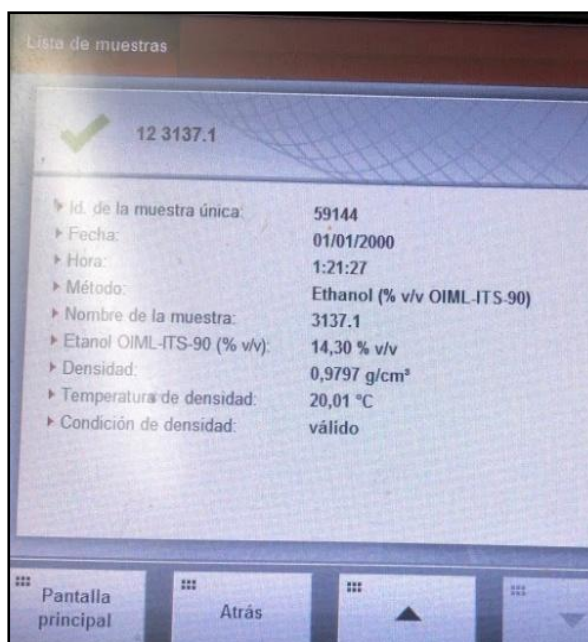 Lista de muestras
12 3137.1
Id. de la muestra única: 59144
Fecha: 01/01/2000
Hora: 1:21:27
Método: Ethanol (% v/v OIML-ITS-90)
Nombre de la muestra: 3137.1
Etanol OIML-ITS-90 (% v/v): 14,30 % v/v
Densidad: 0,9797 g/cm³
Temperatura de densidad: 20,01 °C
Condición de densidad: válido
Pantalla principal
Atrás